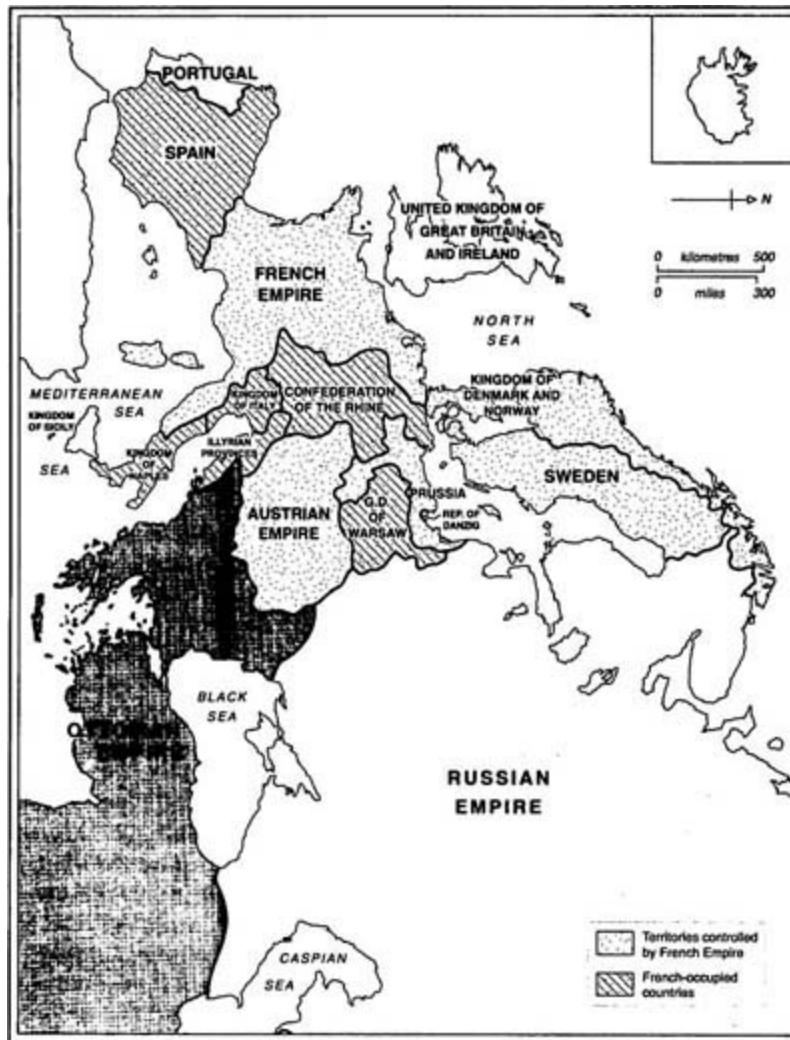 PORTUGAL
SPAIN
N
UNITED KINGDOM OF
GREAT BRITAIN
AND IRELAND
0 kilometres 500
0 miles 300
FRENCH
EMPIRE
NORTH
SEA
MEDITERRANEAN
SEA
KINGDOM
OF ITALY
CONFEDERATION
OF THE RHINE
KINGDOM OF
DENMARK AND
NORWAY
KINGDOM
OF SICILY
SEA
KINGDOM
OF
NAPLES
ILLYRIAN
PROVINCES
SWEDEN
AUSTRIAN
EMPIRE
G.D.
OF
WARSAW
PRUSSIA
REP. OF
DANZIG
BLACK
SEA
RUSSIAN
EMPIRE
CASPIAN
SEA
Territories controlled
by French Empire
French-occupied
countries